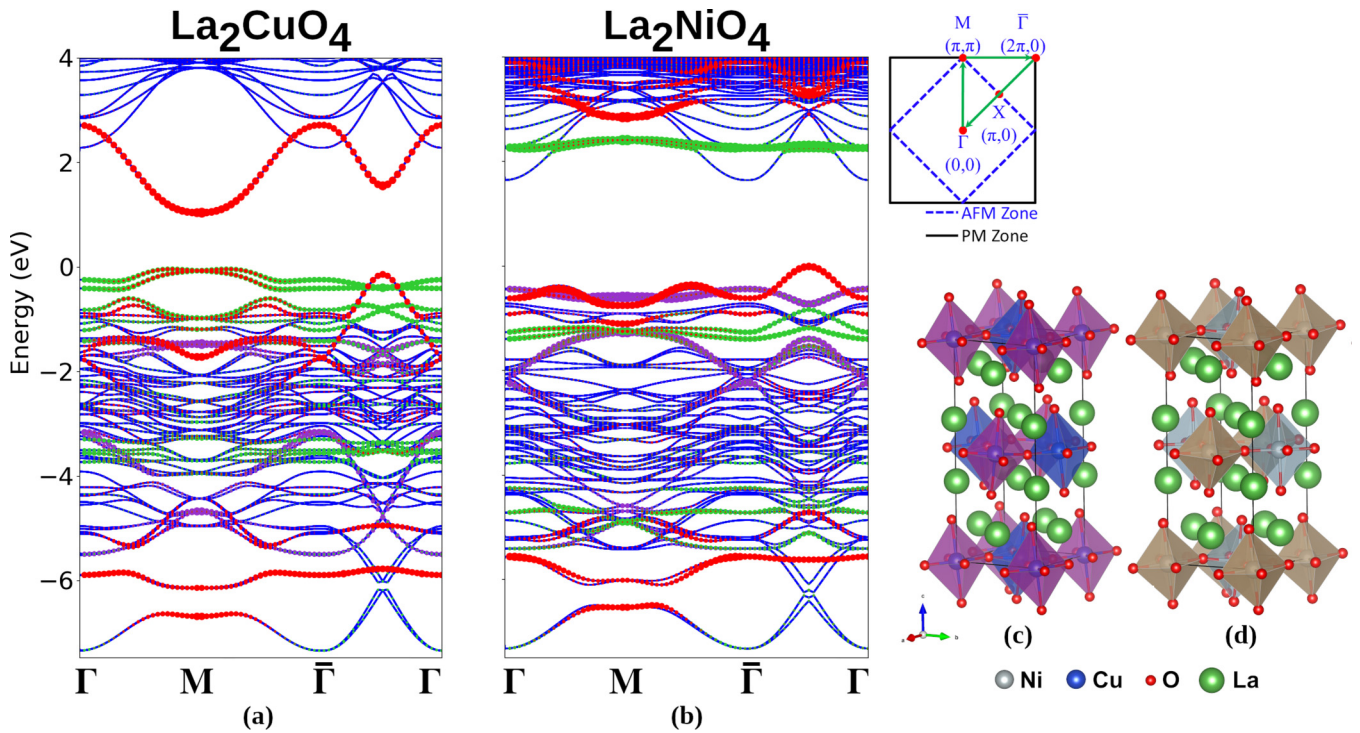 La₂CuO₄
La₂NiO₄
Energy (eV)
4
2
0
−2
−4
−6
Γ M Γ̅ Γ
(a)
Γ M Γ̅ Γ
(b)
M Γ̅
(π,π) (2π,0)
X
Γ (π,0)
(0,0)
AFM Zone
PM Zone
c
a b
(c) (d)
Ni Cu O La